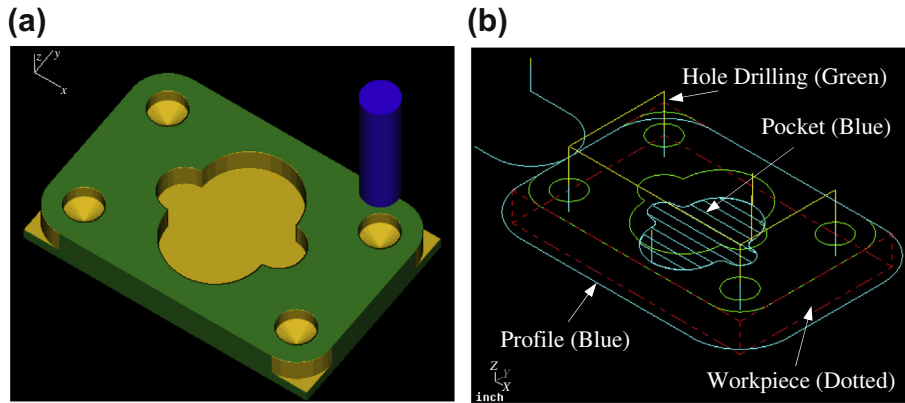 (a)
z
y
x
(b)
Hole Drilling (Green)
Pocket (Blue)
Profile (Blue)
Workpiece (Dotted)
Z
Y
X
inch